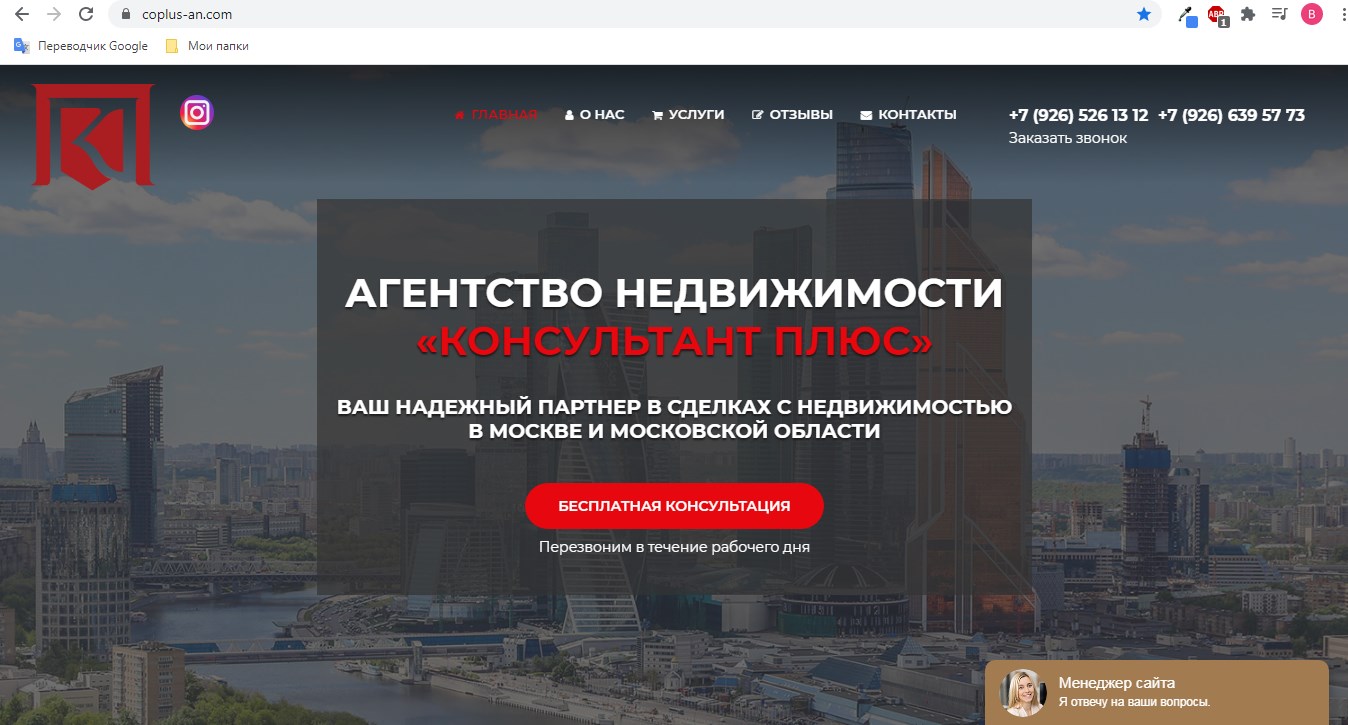 coplus-an.com
ABP
1
B
Переводчик Google
Мои папки
ГЛАВНАЯ
О НАС
УСЛУГИ
ОТЗЫВЫ
КОНТАКТЫ
+7 (926) 526 13 12 +7 (926) 639 57 73
Заказать звонок
АГЕНТСТВО НЕДВИЖИМОСТИ
«КОНСУЛЬТАНТ ПЛЮС»
ВАШ НАДЕЖНЫЙ ПАРТНЕР В СДЕЛКАХ С НЕДВИЖИМОСТЬЮ
В МОСКВЕ И МОСКОВСКОЙ ОБЛАСТИ
БЕСПЛАТНАЯ КОНСУЛЬТАЦИЯ
Перезвоним в течение рабочего дня
Менеджер сайта
Я отвечу на ваши вопросы.